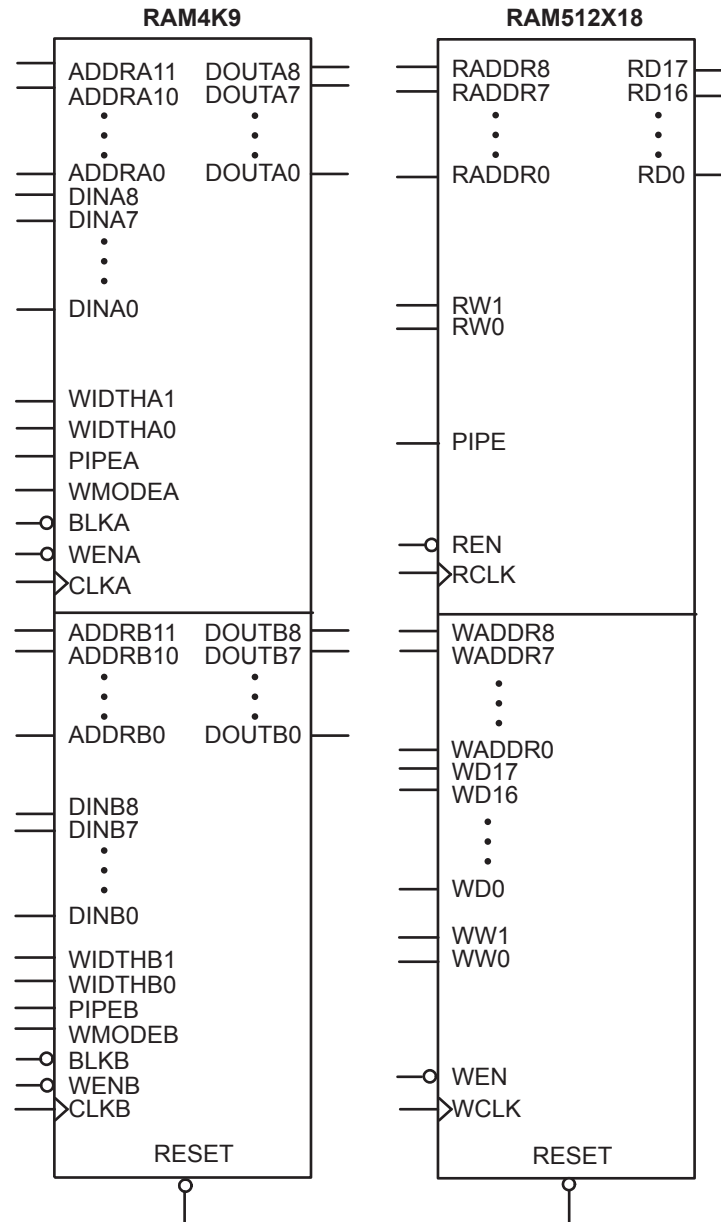 RAM4K9
ADDRA11 DOUTA8
ADDRA10 DOUTA7
ADDRA0 DOUTA0
DINA8
DINA7
DINA0
WIDTHA1
WIDTHA0
PIPEA
WMODEA
BLKA
WENA
CLKA
ADDRB11 DOUTB8
ADDRB10 DOUTB7
ADDRB0 DOUTB0
DINB8
DINB7
DINB0
WIDTHB1
WIDTHB0
PIPEB
WMODEB
BLKB
WENB
CLKB
RESET
RAM512X18
RADDR8 RD17
RADDR7 RD16
RADDR0 RD0
RW1
RW0
PIPE
REN
RCLK
WADDR8
WADDR7
WADDR0
WD17
WD16
WD0
WW1
WW0
WEN
WCLK
RESET